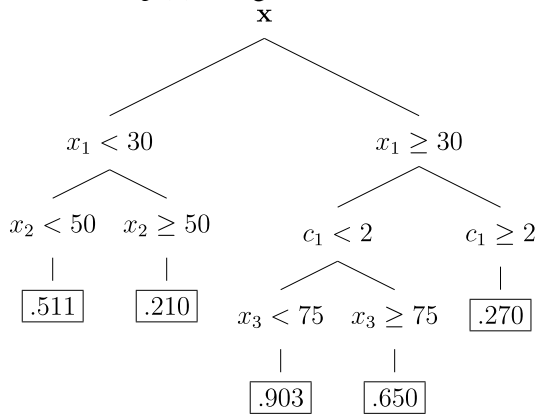 x
x₁ < 30 x₁ ≥ 30
x₂ < 50 x₂ ≥ 50 c₁ < 2 c₁ ≥ 2
.511 .210 x₃ < 75 x₃ ≥ 75 .270
.903 .650